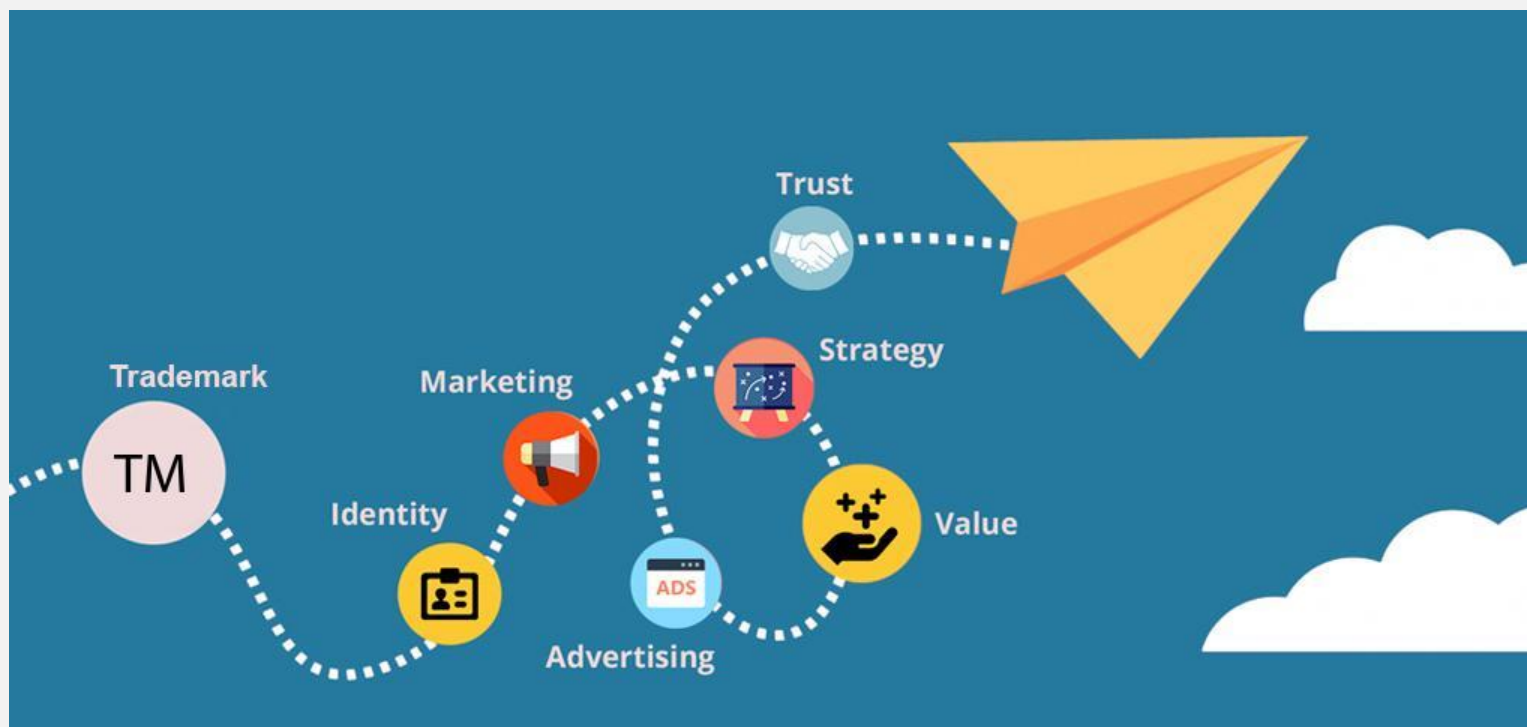 Trust
Strategy
Trademark
Marketing
TM
Identity
Value
ADS
Advertising